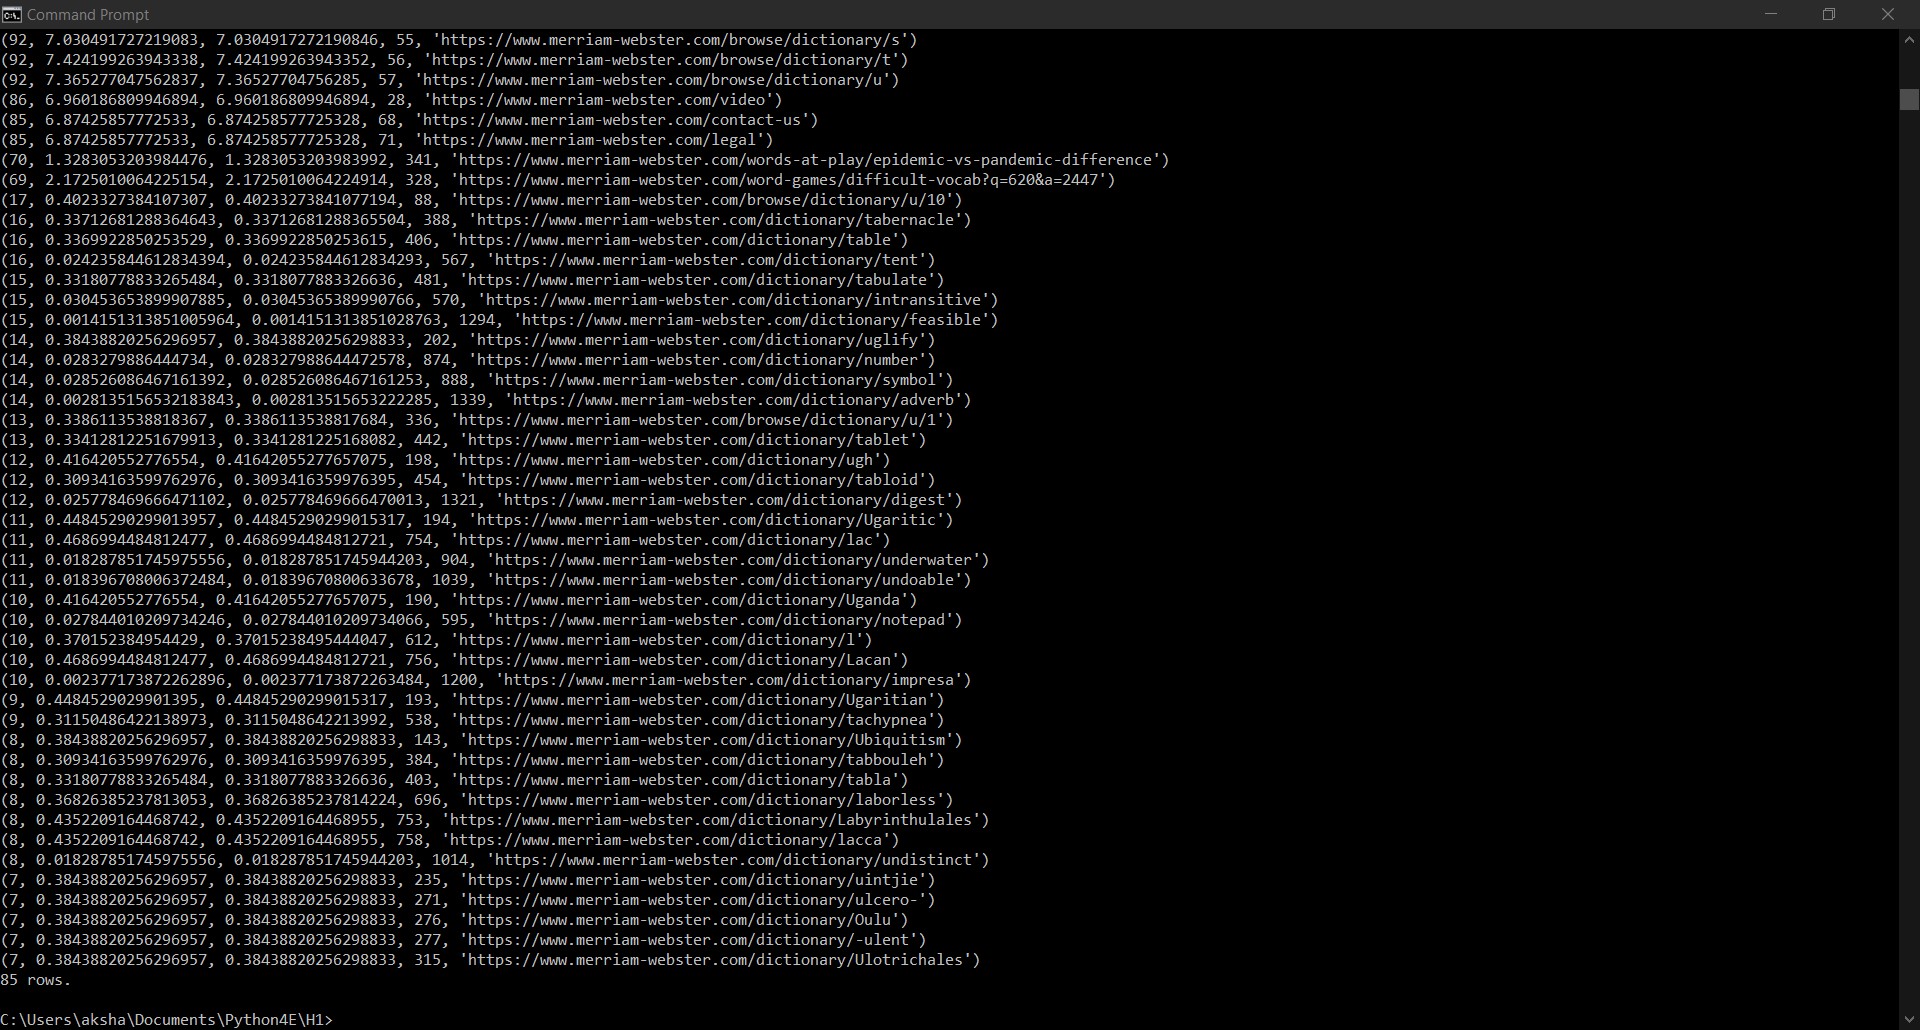 Command Prompt
(92, 7.030491727219083, 7.0304917272190846, 55, 'https://www.merriam-webster.com/browse/dictionary/s')
(92, 7.424199263943338, 7.424199263943352, 56, 'https://www.merriam-webster.com/browse/dictionary/t')
(92, 7.365277047562837, 7.36527704756285, 57, 'https://www.merriam-webster.com/browse/dictionary/u')
(86, 6.960186809946894, 6.960186809946894, 28, 'https://www.merriam-webster.com/video')
(85, 6.87425857772533, 6.874258577725328, 68, 'https://www.merriam-webster.com/contact-us')
(85, 6.87425857772533, 6.874258577725328, 71, 'https://www.merriam-webster.com/legal')
(70, 1.3283053203984476, 1.3283053203983992, 341, 'https://www.merriam-webster.com/words-at-play/epidemic-vs-pandemic-difference')
(69, 2.1725010064225154, 2.1725010064224914, 328, 'https://www.merriam-webster.com/word-games/difficult-vocab?q=620&a=2447')
(17, 0.4023327384107307, 0.40233273841077194, 88, 'https://www.merriam-webster.com/browse/dictionary/u/10')
(16, 0.33712681288364643, 0.33712681288365504, 388, 'https://www.merriam-webster.com/dictionary/tabernacle')
(16, 0.3369922850253529, 0.3369922850253615, 406, 'https://www.merriam-webster.com/dictionary/table')
(16, 0.024235844612834394, 0.024235844612834293, 567, 'https://www.merriam-webster.com/dictionary/tent')
(15, 0.33180778833265484, 0.3318077883326636, 481, 'https://www.merriam-webster.com/dictionary/tabulate')
(15, 0.030453653899907885, 0.03045365389990766, 570, 'https://www.merriam-webster.com/dictionary/intransitive')
(15, 0.0014151313851005964, 0.0014151313851028763, 1294, 'https://www.merriam-webster.com/dictionary/feasible')
(14, 0.38438820256296957, 0.38438820256298833, 202, 'https://www.merriam-webster.com/dictionary/uglify')
(14, 0.0283279886444734, 0.028327988644472578, 874, 'https://www.merriam-webster.com/dictionary/number')
(14, 0.028526086467161392, 0.028526086467161253, 888, 'https://www.merriam-webster.com/dictionary/symbol')
(14, 0.0028135156532183843, 0.002813515653222285, 1339, 'https://www.merriam-webster.com/dictionary/adverb')
(13, 0.3386113538818367, 0.3386113538817684, 336, 'https://www.merriam-webster.com/browse/dictionary/u/1')
(13, 0.33412812251679913, 0.3341281225168082, 442, 'https://www.merriam-webster.com/dictionary/tablet')
(12, 0.416420552776554, 0.41642055277657075, 198, 'https://www.merriam-webster.com/dictionary/ugh')
(12, 0.30934163599762976, 0.3093416359976395, 454, 'https://www.merriam-webster.com/dictionary/tabloid')
(12, 0.025778469666471102, 0.025778469666470013, 1321, 'https://www.merriam-webster.com/dictionary/digest')
(11, 0.44845290299013957, 0.44845290299015317, 194, 'https://www.merriam-webster.com/dictionary/Ugaritic')
(11, 0.4686994484812477, 0.4686994484812721, 754, 'https://www.merriam-webster.com/dictionary/lac')
(11, 0.018287851745975556, 0.018287851745944203, 904, 'https://www.merriam-webster.com/dictionary/underwater')
(11, 0.018396708006372484, 0.01839670800633678, 1039, 'https://www.merriam-webster.com/dictionary/undoable')
(10, 0.416420552776554, 0.41642055277657075, 190, 'https://www.merriam-webster.com/dictionary/Uganda')
(10, 0.027844010209734246, 0.027844010209734066, 595, 'https://www.merriam-webster.com/dictionary/notepad')
(10, 0.370152384954429, 0.37015238495444047, 612, 'https://www.merriam-webster.com/dictionary/l')
(10, 0.4686994484812477, 0.4686994484812721, 756, 'https://www.merriam-webster.com/dictionary/Lacan')
(10, 0.002377173872262896, 0.0023771738722263484, 1200, 'https://www.merriam-webster.com/dictionary/impresa')
(9, 0.4484529029901395, 0.44845290299015317, 193, 'https://www.merriam-webster.com/dictionary/Ugaritian')
(9, 0.31150486422138973, 0.3115048642213992, 538, 'https://www.merriam-webster.com/dictionary/tachypnea')
(8, 0.38438820256296957, 0.38438820256298833, 143, 'https://www.merriam-webster.com/dictionary/Ubiquitism')
(8, 0.30934163599762976, 0.3093416359976395, 384, 'https://www.merriam-webster.com/dictionary/tabbouleh')
(8, 0.33180778833265484, 0.3318077883326636, 403, 'https://www.merriam-webster.com/dictionary/tabla')
(8, 0.36826385237813053, 0.36826385237814224, 696, 'https://www.merriam-webster.com/dictionary/laborless')
(8, 0.4352209164468742, 0.4352209164468955, 753, 'https://www.merriam-webster.com/dictionary/Labyrinthulales')
(8, 0.4352209164468742, 0.4352209164468955, 758, 'https://www.merriam-webster.com/dictionary/lacca')
(8, 0.018287851745975556, 0.018287851745944203, 1014, 'https://www.merriam-webster.com/dictionary/undistinct')
(7, 0.38438820256296957, 0.38438820256298833, 235, 'https://www.merriam-webster.com/dictionary/uintjie')
(7, 0.38438820256296957, 0.38438820256298833, 271, 'https://www.merriam-webster.com/dictionary/ulcero-')
(7, 0.38438820256296957, 0.38438820256298833, 276, 'https://www.merriam-webster.com/dictionary/Oulu')
(7, 0.38438820256296957, 0.38438820256298833, 277, 'https://www.merriam-webster.com/dictionary/-ulent')
(7, 0.38438820256296957, 0.38438820256298833, 315, 'https://www.merriam-webster.com/dictionary/Ulotrichales')
85 rows.
C:\Users\aksha\Documents\Python4E\H1>